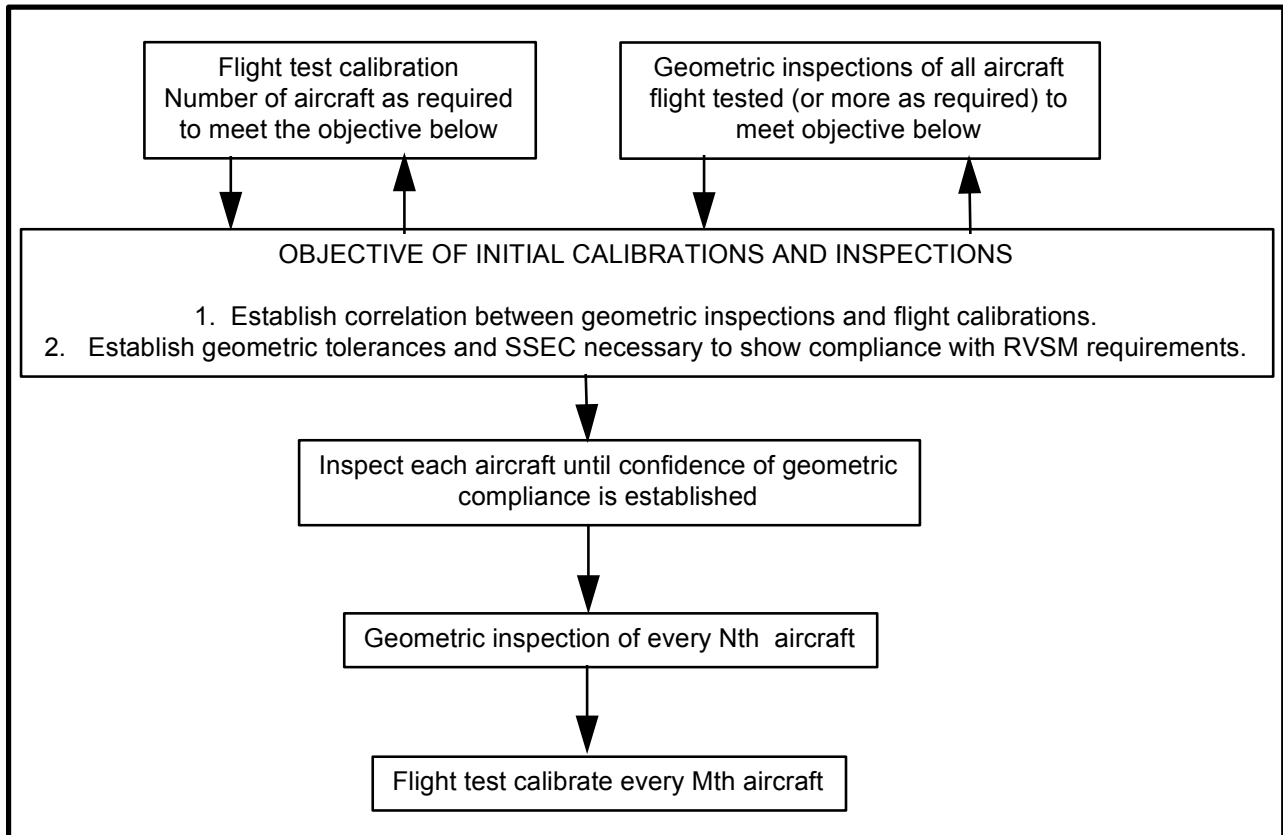 Flight test calibration
Number of aircraft as required
to meet the objective below
Geometric inspections of all aircraft
flight tested (or more as required) to
meet objective below
OBJECTIVE OF INITIAL CALIBRATIONS AND INSPECTIONS
1. Establish correlation between geometric inspections and flight calibrations.
2. Establish geometric tolerances and SSEC necessary to show compliance with RVSM requirements.
Inspect each aircraft until confidence of geometric
compliance is established
Geometric inspection of every Nth aircraft
Flight test calibrate every Mth aircraft